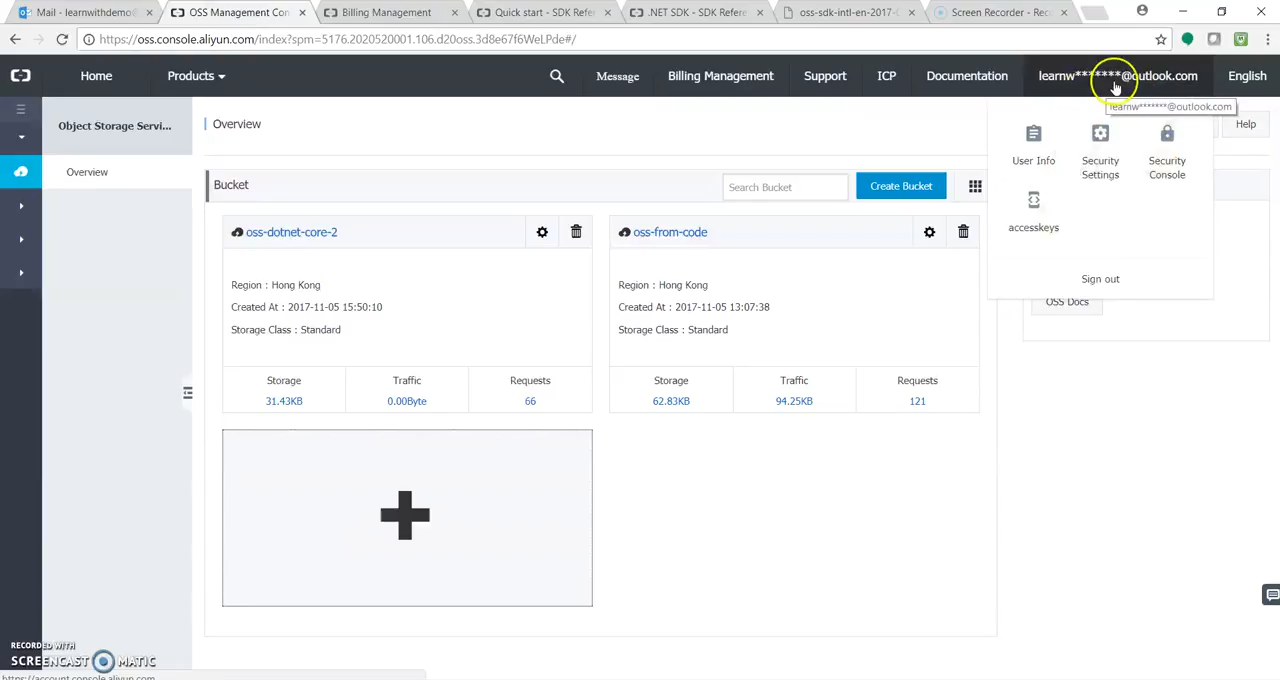 Mail - learnwithdemo@
OSS Management Con
Billing Management
Quick start - SDK Refer
.NET SDK - SDK Refere
oss-sdk-intl-en-2017-
Screen Recorder - Rec
https://oss.console.aliyun.com/index?spm=5176.2020520001.106.d20oss.3d8e67f6WeLPde#/
Home
Products
Message
Billing Management
Support
ICP
Documentation
learnw*******@outlook.com
English
learnw*******@outlook.com
Object Storage Servi...
Overview
Help
Overview
User Info
Security Settings
Security Console
Bucket
Search Bucket
Create Bucket
accesskeys
oss-dotnet-core-2
oss-from-code
Sign out
Region : Hong Kong
Region : Hong Kong
OSS Docs
Created At : 2017-11-05 15:50:10
Created At : 2017-11-05 13:07:38
Storage Class : Standard
Storage Class : Standard
Storage
Traffic
Requests
Storage
Traffic
Requests
31.43KB
0.00Byte
66
62.83KB
94.25KB
121
RECORDED WITH
SCREENCAST MATIC
https://account.console.aliyun.com